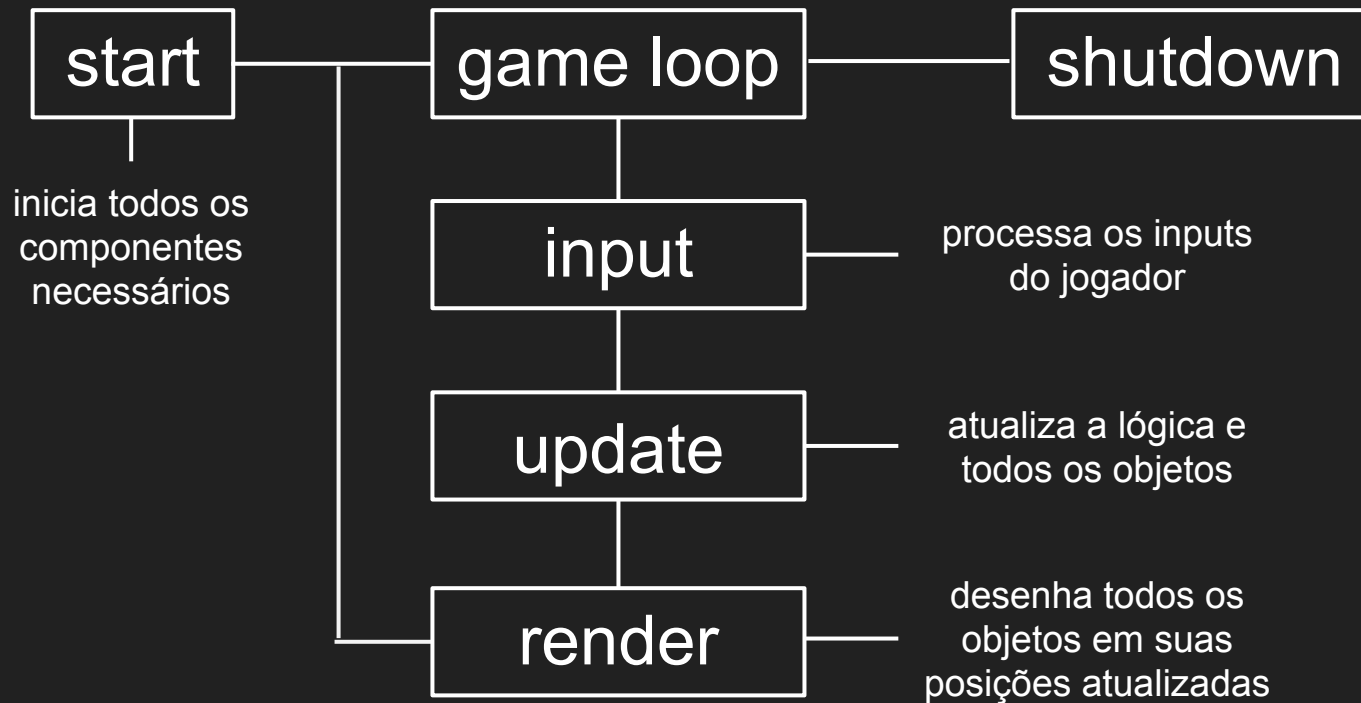 start
game loop
shutdown
inicia todos os
componentes
necessários
input
processa os inputs
do jogador
update
atualiza a lógica e
todos os objetos
render
desenha todos os
objetos em suas
posições atualizadas